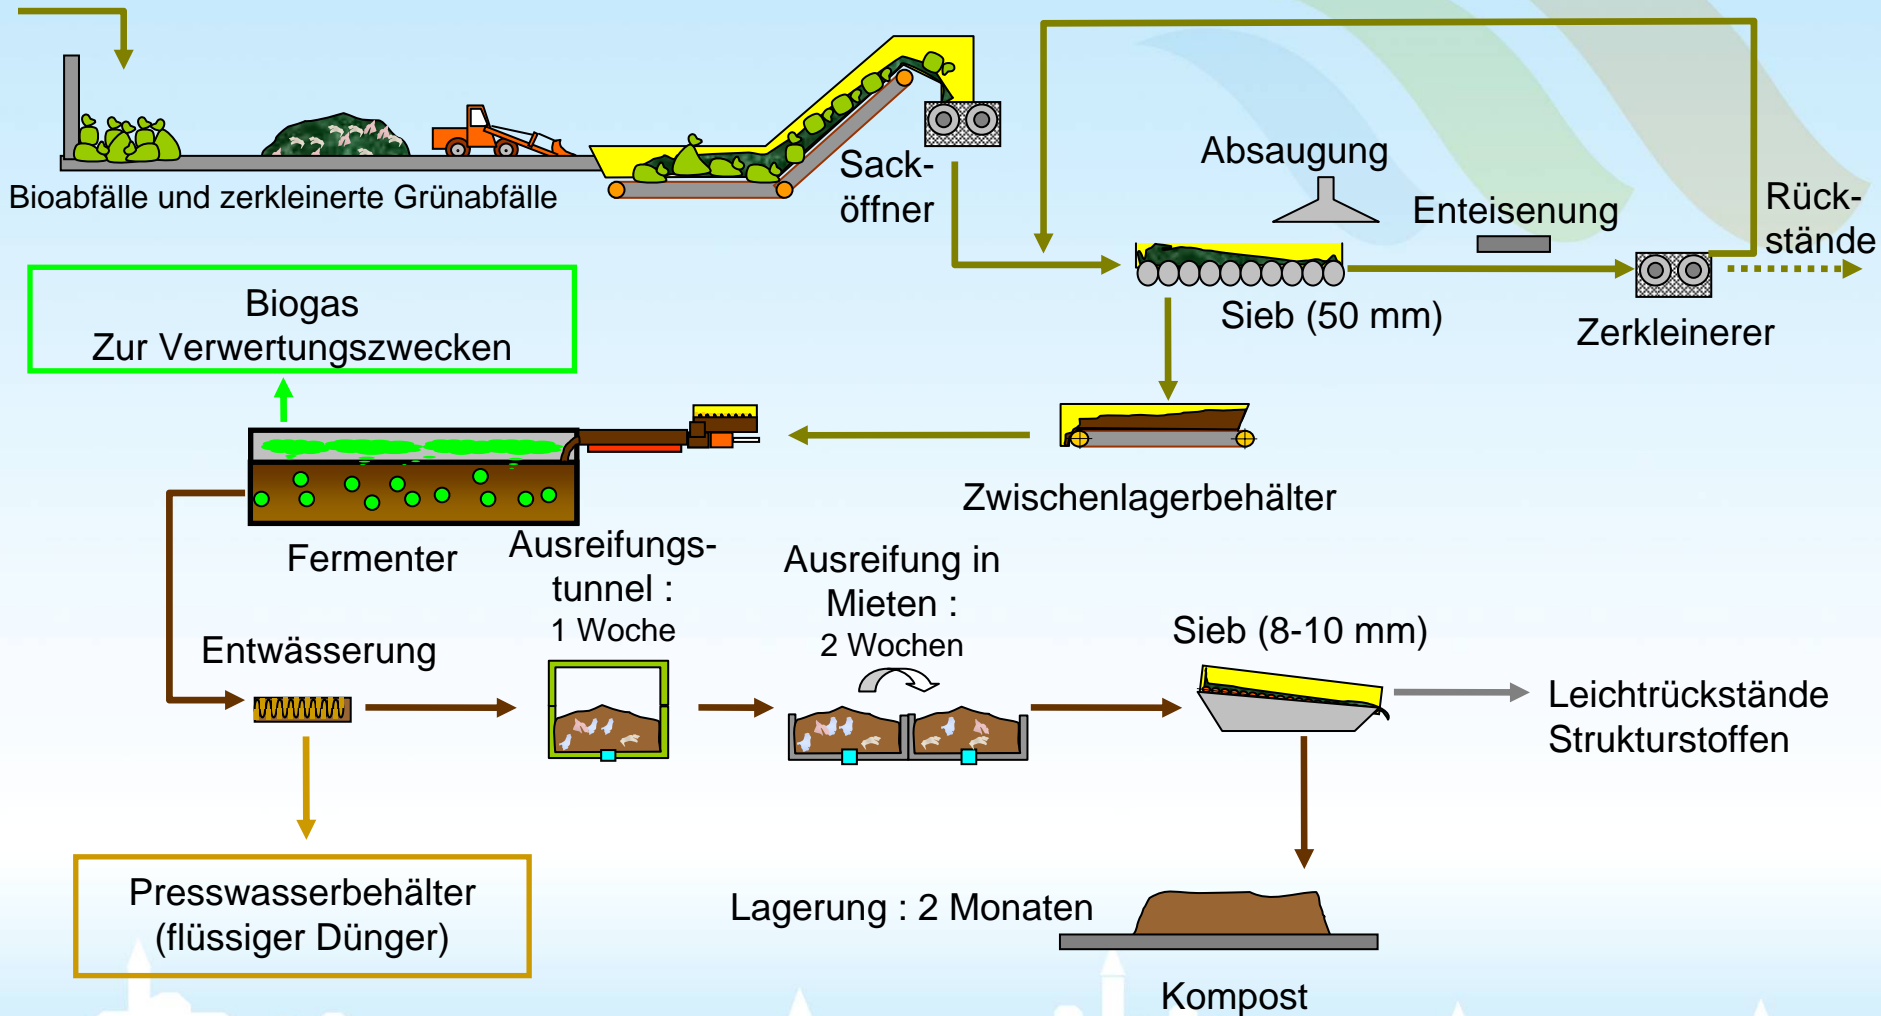 Bioabfälle und zerkleinerte Grünabfälle
Sack-
öffner
Absaugung
Enteisenung
Rück-
stände
Sieb (50 mm)
Zerkleinerer
Biogas
Zur Verwertungszwecken
Zwischenlagerbehälter
Fermenter
Ausreifungs-
tunnel :
1 Woche
Ausreifung in
Mieten :
2 Wochen
Sieb (8-10 mm)
Entwässerung
Leichtrückstände
Strukturstoffen
Presswasserbehälter
(flüssiger Dünger)
Lagerung : 2 Monaten
Kompost